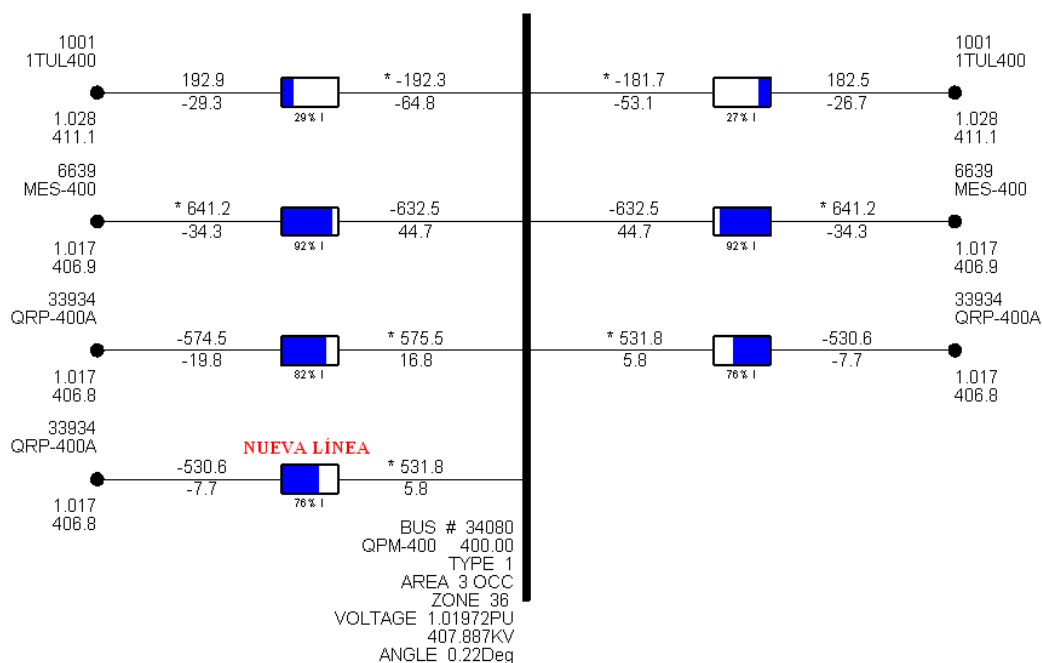 1001
1TUL400
192.9
-29.3
29% I
* -192.3
-64.8
1.028
411.1
* -181.7
-53.1
27% I
182.5
-26.7
1001
1TUL400
1.028
411.1
6639
MES-400
* 641.2
-34.3
92% I
-632.5
44.7
1.017
406.9
-632.5
44.7
92% I
* 641.2
-34.3
6639
MES-400
1.017
406.9
33934
QRP-400A
-574.5
-19.8
82% I
* 575.5
16.8
1.017
406.8
* 531.8
5.8
76% I
-530.6
-7.7
33934
QRP-400A
1.017
406.8
33934
QRP-400A
NUEVA LÍNEA
-530.6
-7.7
76% I
* 531.8
5.8
1.017
406.8
BUS # 34080
QPM-400 400.00
TYPE 1
AREA 3 OCC
ZONE 36
VOLTAGE 1.01972PU
407.887KV
ANGLE 0.22Deg